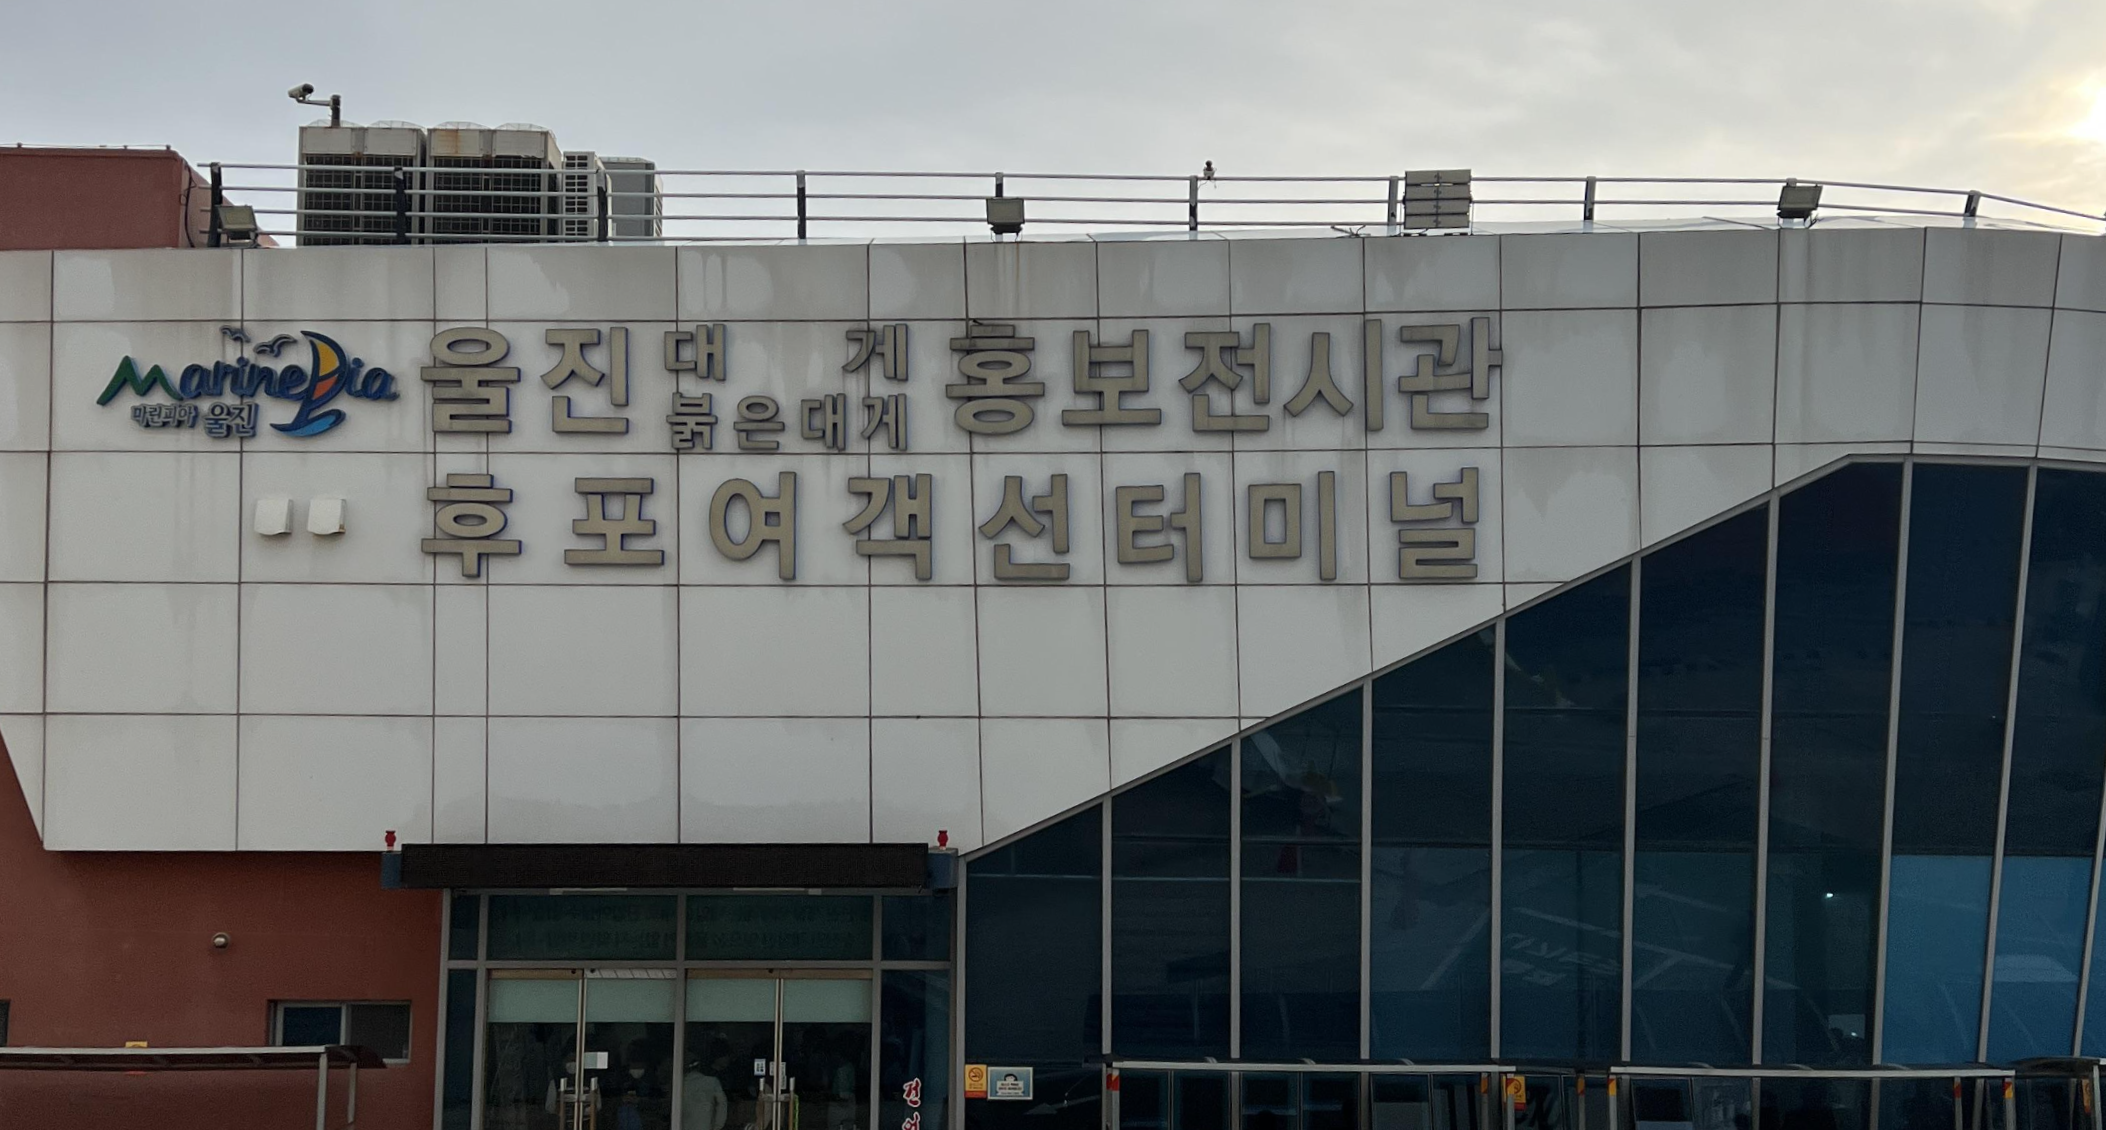 MarinePia
마린피아 울진
울진 대게 홍보전시관
붉은대게
후포여객선터미널